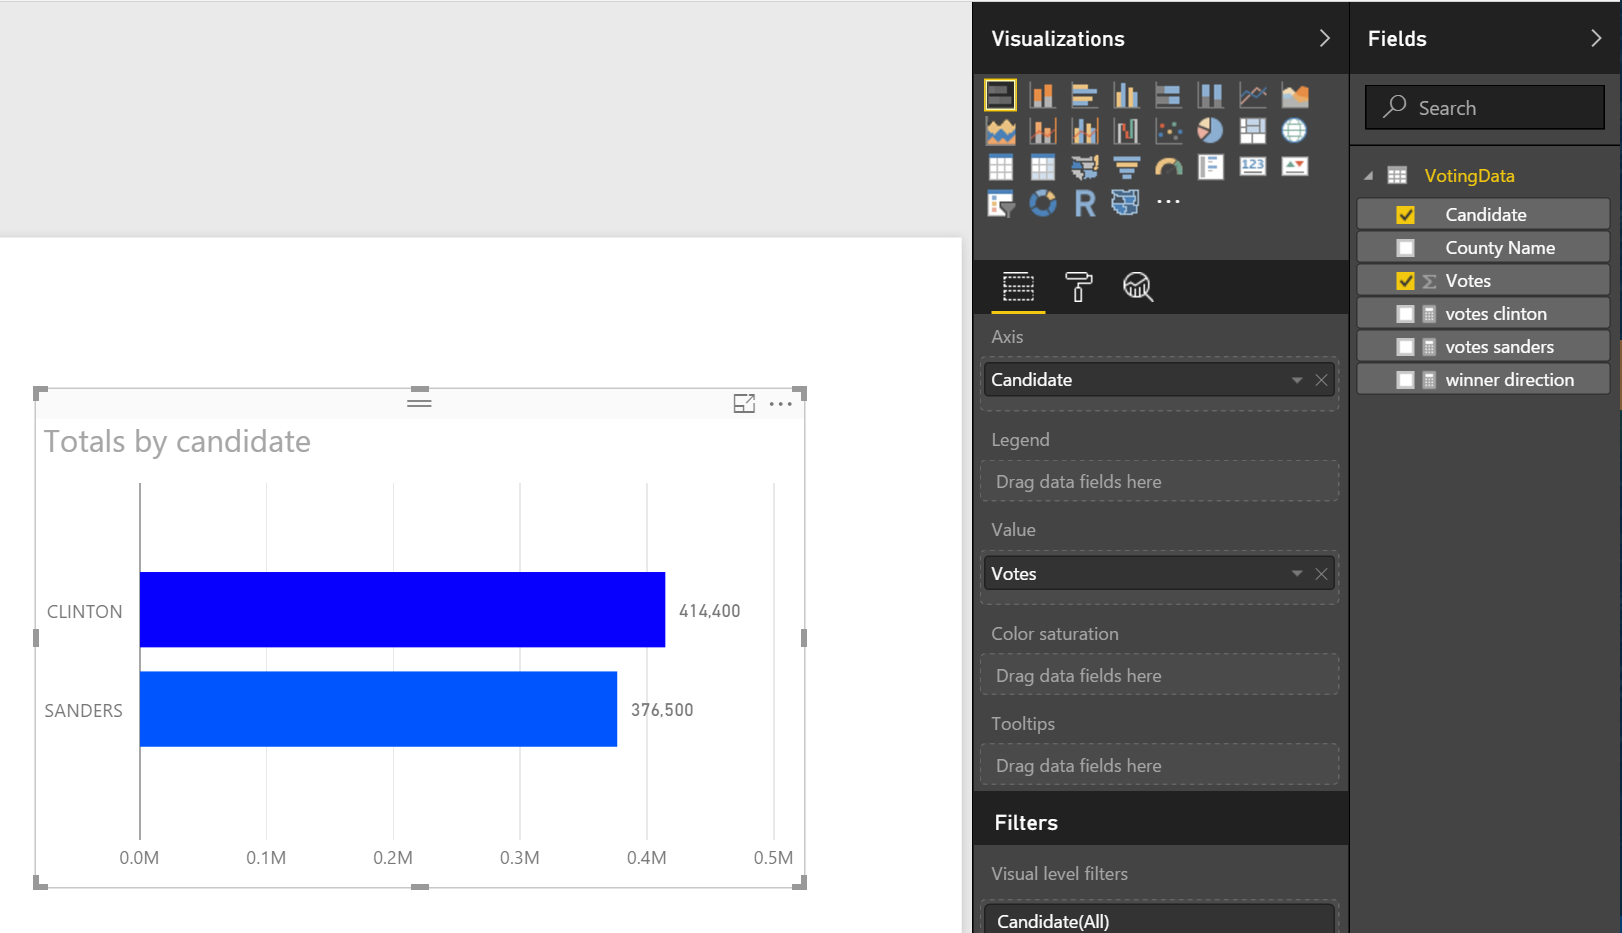 Visualizations
Fields
Search
VotingData
Candidate
County Name
Votes
votes clinton
votes sanders
winner direction
123
R
Axis
Candidate
Legend
Drag data fields here
Value
Votes
Color saturation
Drag data fields here
Tooltips
Drag data fields here
Filters
Visual level filters
Candidate(All)
Totals by candidate
CLINTON 414,400
SANDERS 376,500
0.0M 0.1M 0.2M 0.3M 0.4M 0.5M